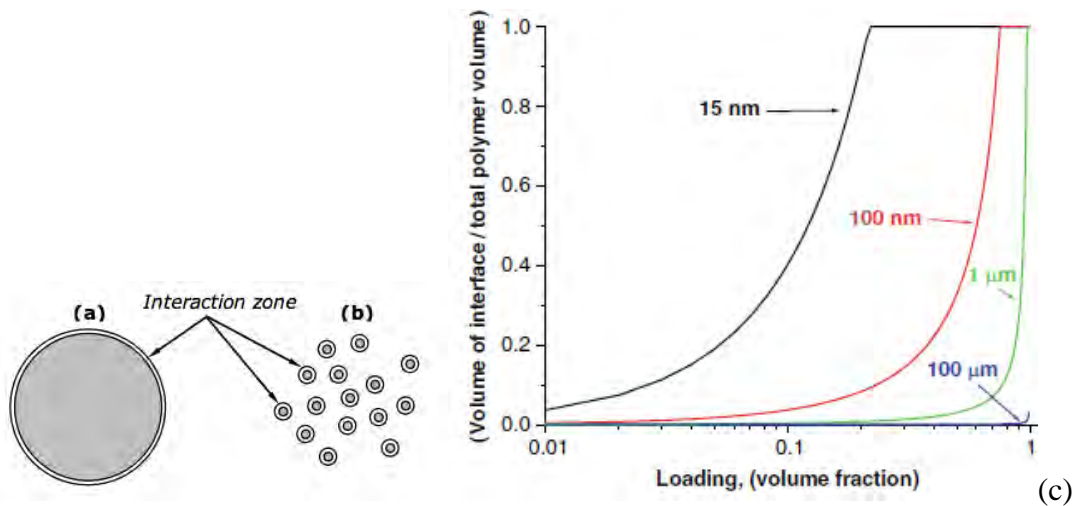 Interaction zone
(a)
(b)
(Volume of interface / total polymer volume)
1.0
0.8
0.6
0.4
0.2
0.0
15 nm
100 nm
1 μm
100 μm
0.01
0.1
1
Loading, (volume fraction)
(c)